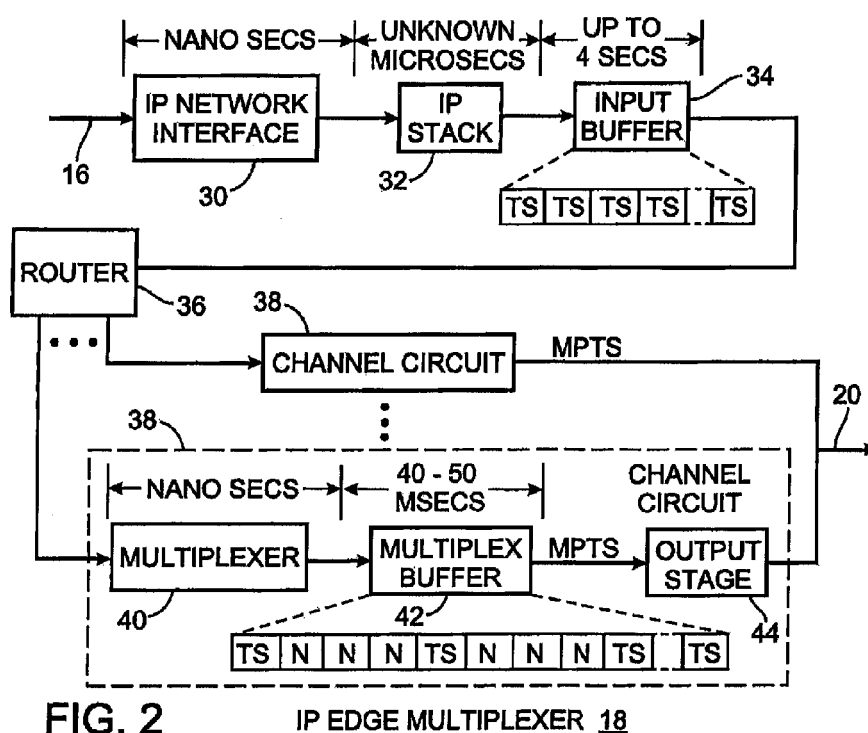 NANO SECS
UNKNOWN
MICROSECS
UP TO
4 SECS
34
IP NETWORK
INTERFACE
IP
STACK
INPUT
BUFFER
16
30
32
TS TS TS TS TS
ROUTER
36
38
CHANNEL CIRCUIT
MPTS
20
38
NANO SECS
40 - 50
MSECS
CHANNEL
CIRCUIT
MULTIPLEXER
MULTIPLEX
BUFFER
MPTS
OUTPUT
STAGE
40
42
44
TS N N N TS N N N TS TS
FIG. 2
IP EDGE MULTIPLEXER 18